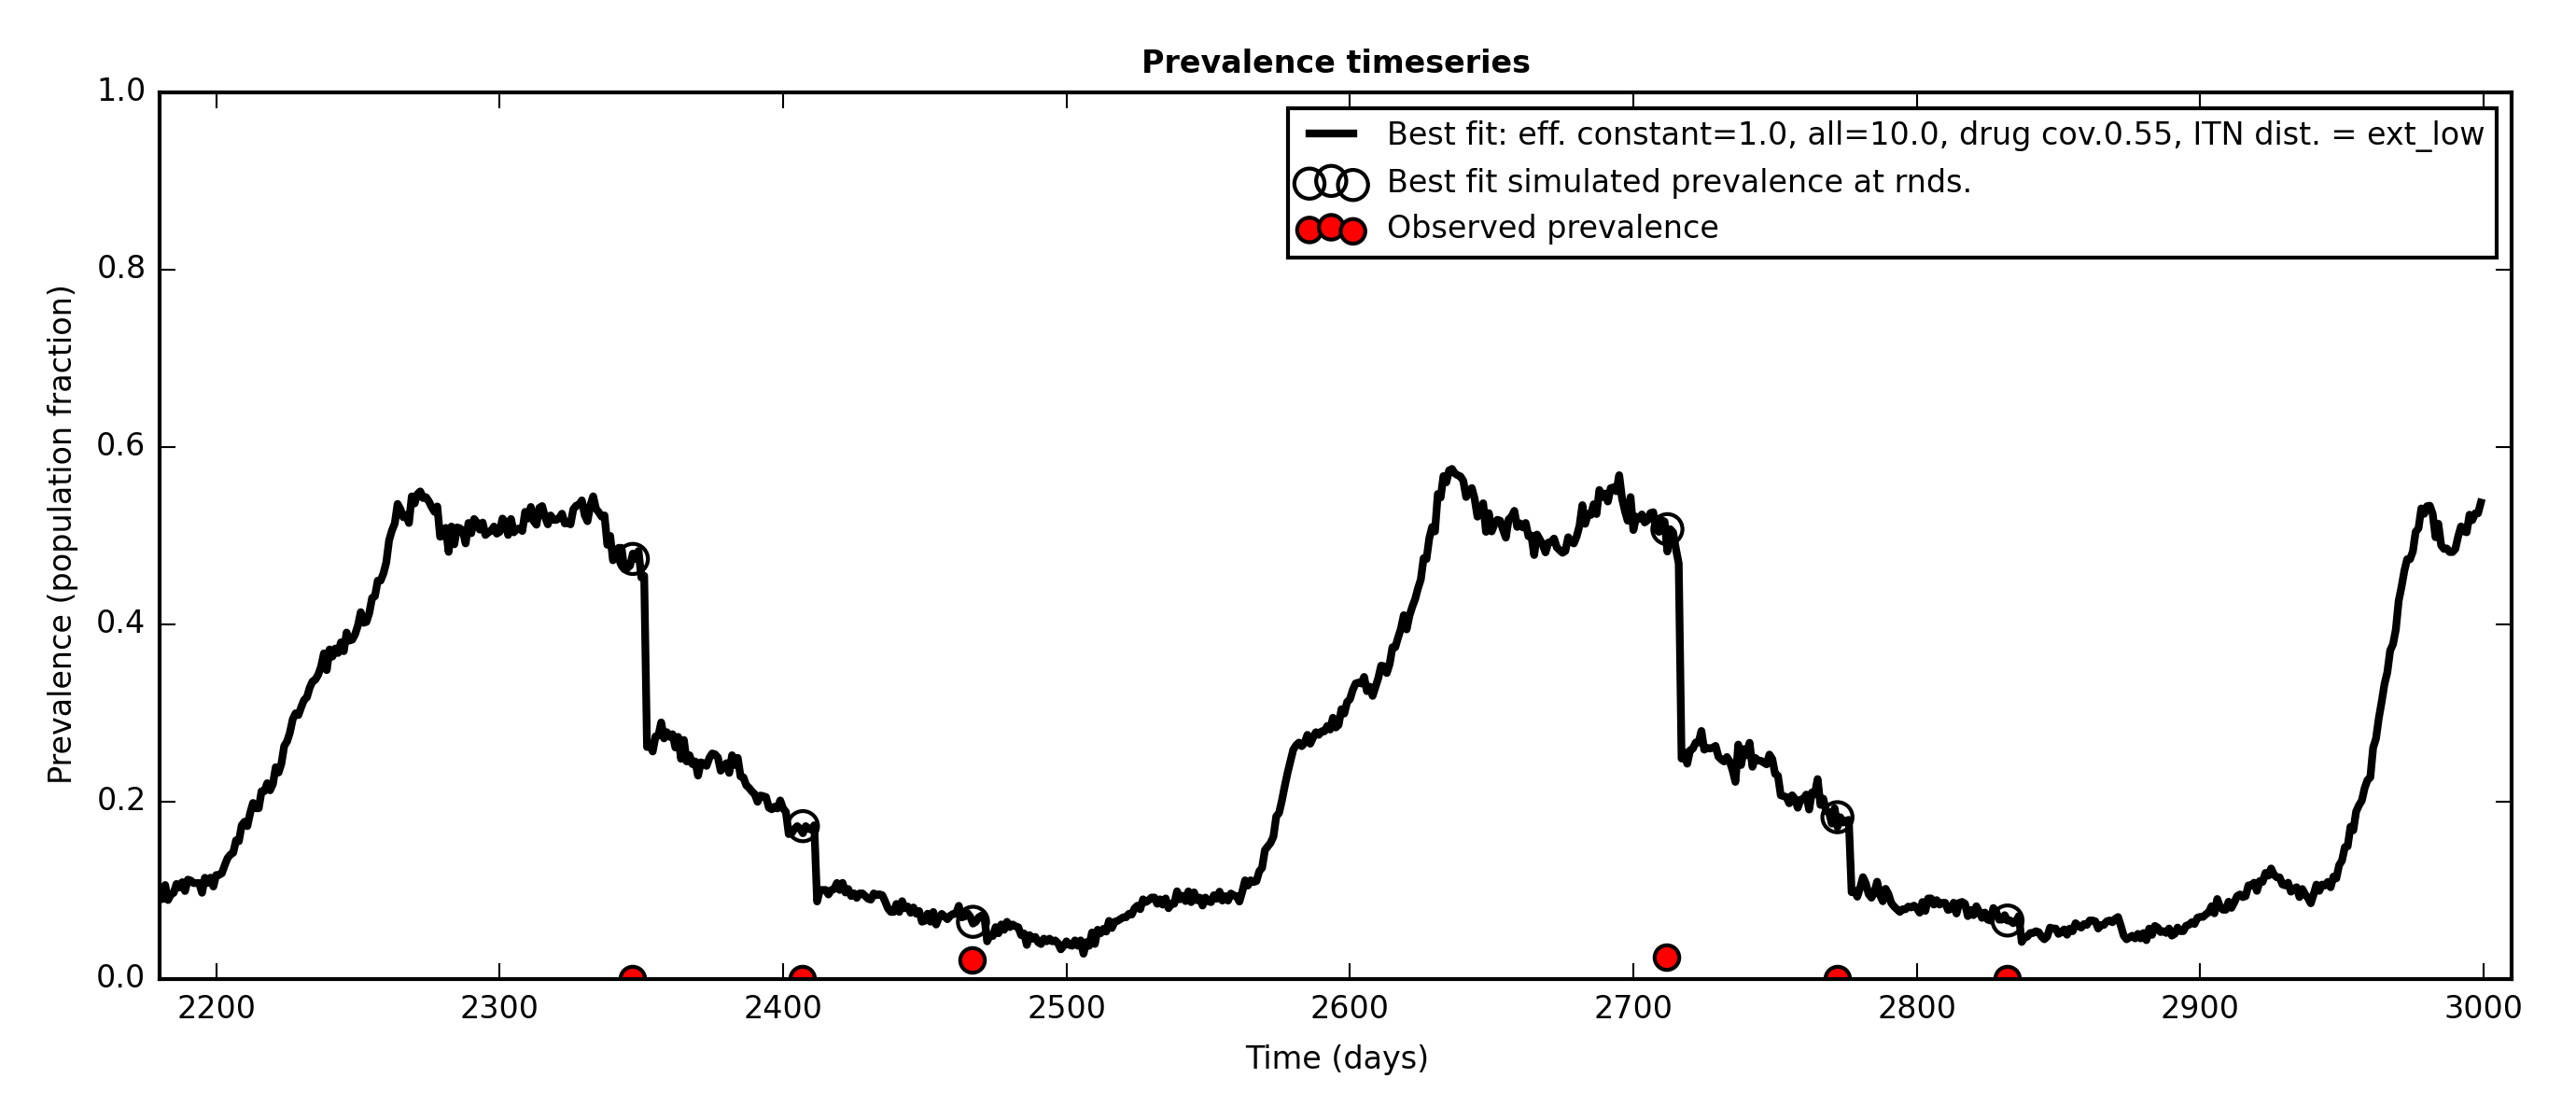 Prevalence timeseries
1.0
0.8
0.6
0.4
0.2
0.0
Prevalence (population fraction)
Best fit: eff. constant=1.0, all=10.0, drug cov.0.55, ITN dist. = ext_low
Best fit simulated prevalence at rnds.
Observed prevalence
2200 2300 2400 2500 2600 2700 2800 2900 3000
Time (days)